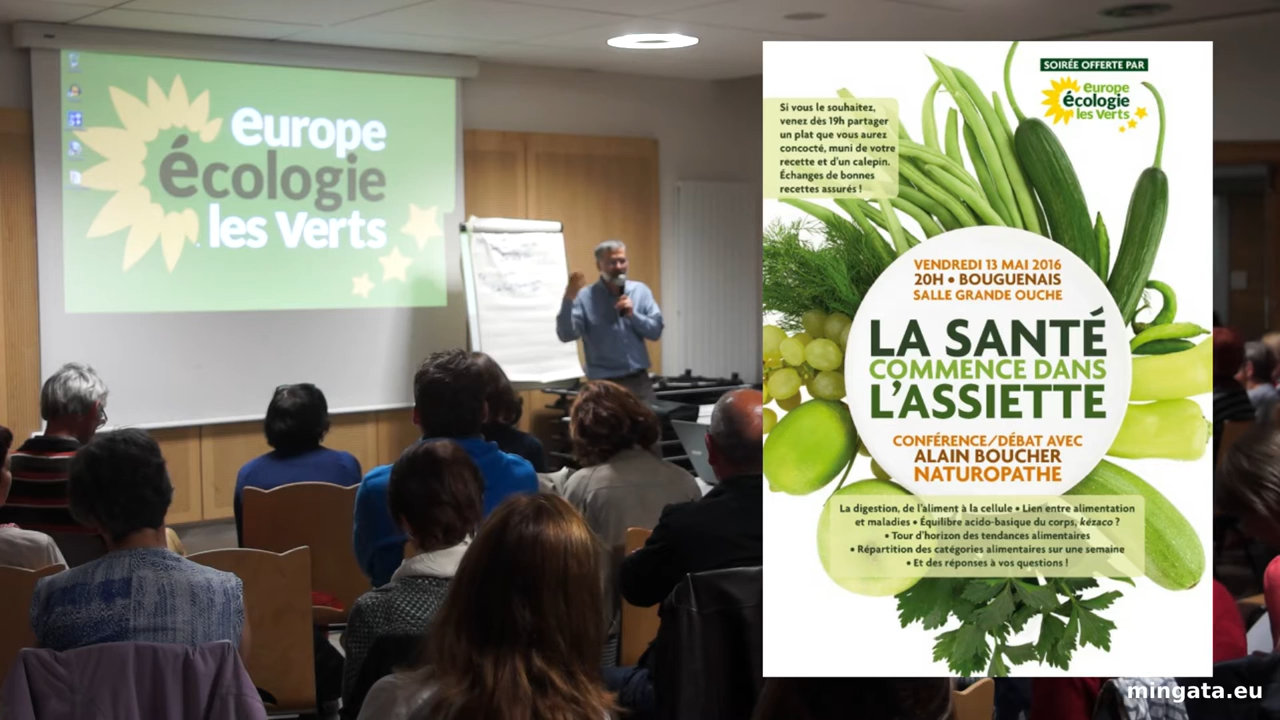 europe
écologie
les Verts
SOIRÉE OFFERTE PAR
europe
écologie
les Verts
Si vous le souhaitez,
venez dès 19h partager
un plat que vous aurez
concocté, muni de votre
recette et d'un calepin.
Échanges de bonnes
recettes assurés !
VENDREDI 13 MAI 2016
20H • BOUGUENAIS
SALLE GRANDE OUCHE
LA SANTÉ
COMMENCE DANS
L'ASSIETTE
CONFÉRENCE/DÉBAT AVEC
ALAIN BOUCHER
NATUROPATHE
La digestion, de l'aliment à la cellule • Lien entre alimentation
et maladies • Équilibre acido-basique du corps, kézaco ?
• Tour d'horizon des tendances alimentaires
• Répartition des catégories alimentaires sur une semaine
• Et des réponses à vos questions !
mingata.eu